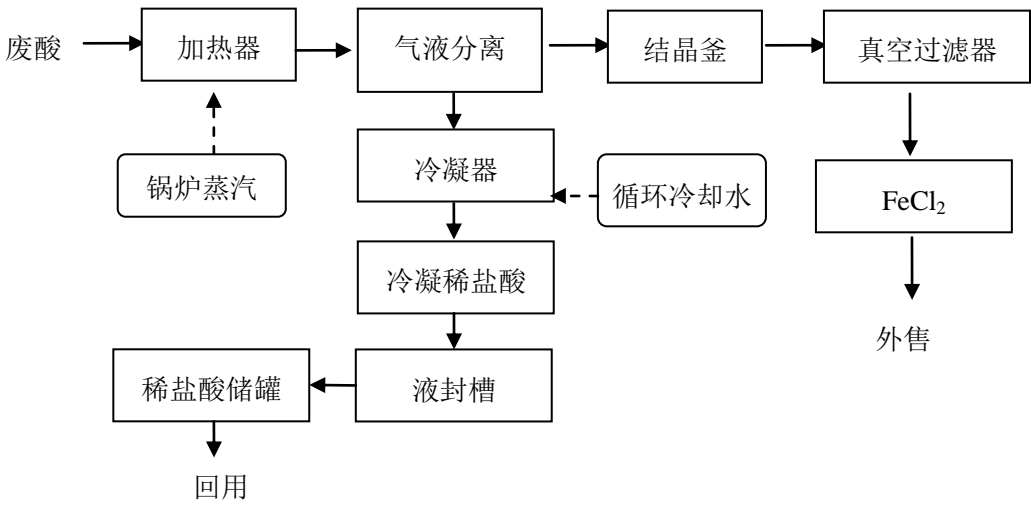 废酸
加热器
气液分离
结晶釜
真空过滤器
锅炉蒸汽
冷凝器
循环冷却水
FeCl₂
冷凝稀盐酸
外售
稀盐酸储罐
液封槽
回用